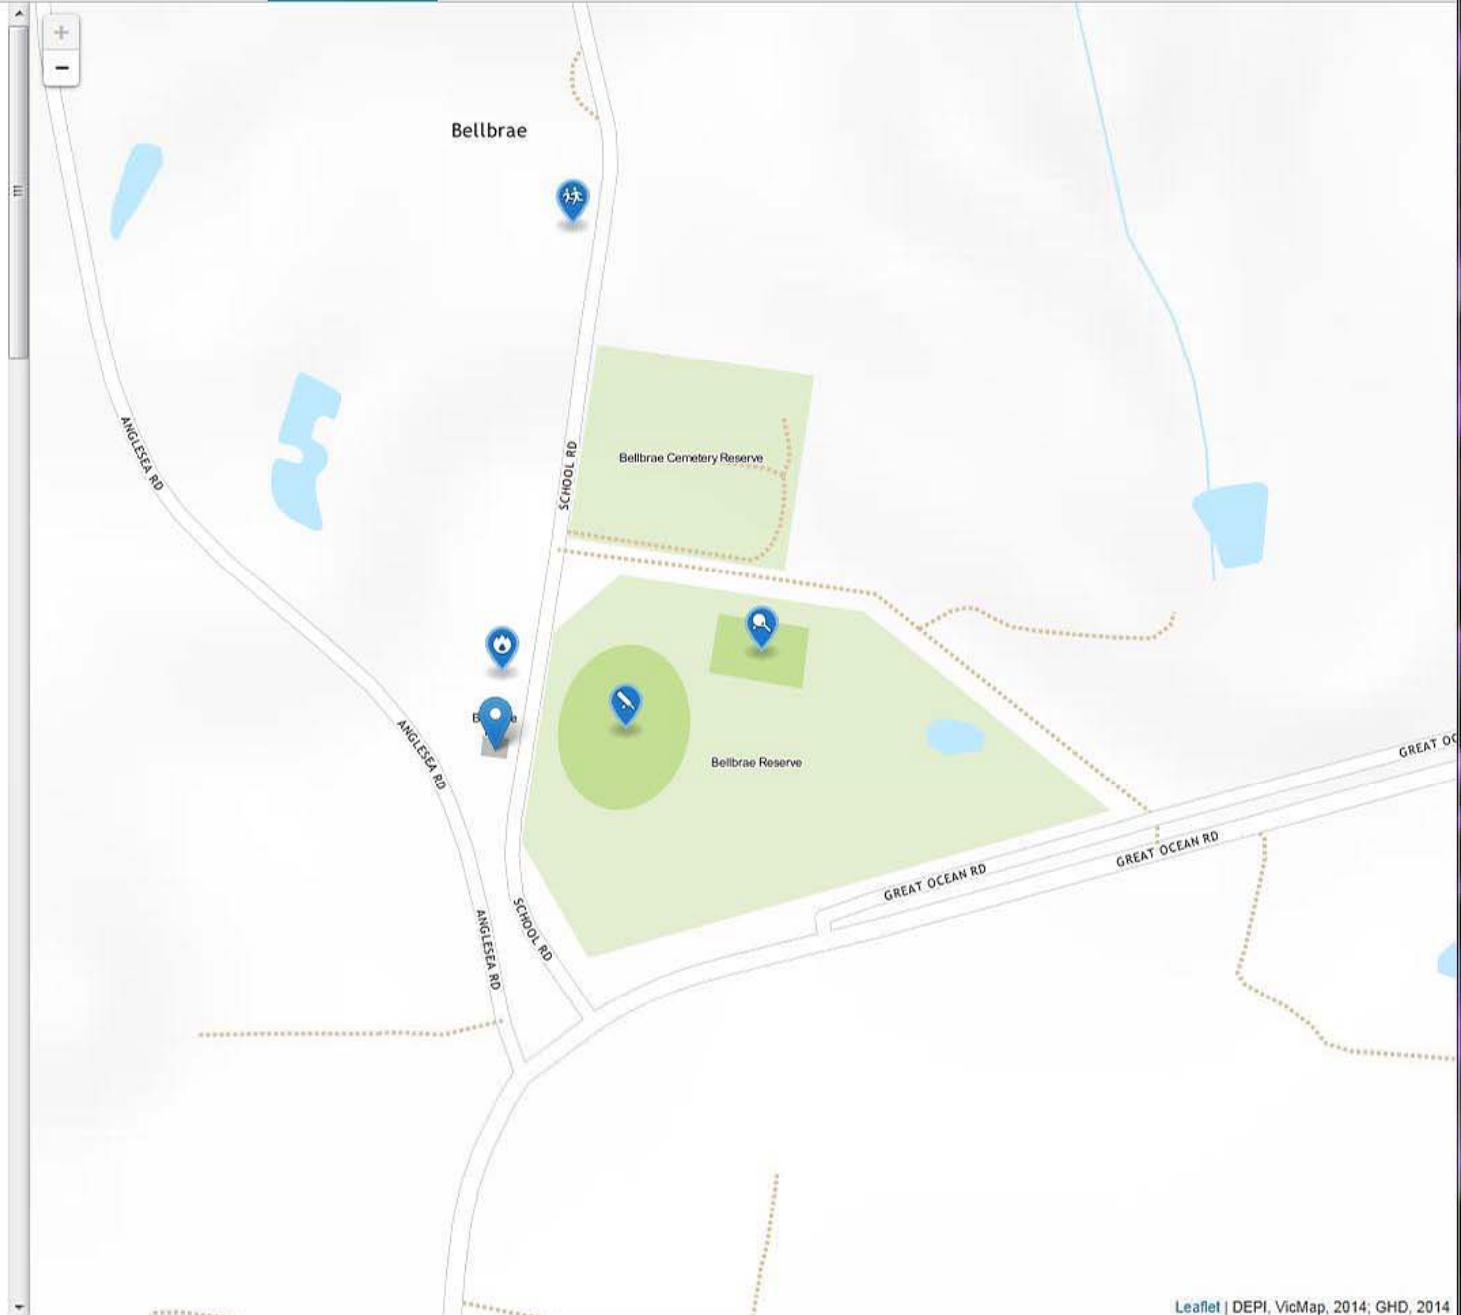 +
−
Bellbrae
ANGLESEA RD
SCHOOL RD
Bellbrae Cemetery Reserve
ANGLESEA RD
Bellbrae Reserve
GREAT OC
GREAT OCEAN RD
GREAT OCEAN RD
ANGLESEA RD
SCHOOL RD
Leaflet | DEPI, VicMap, 2014; GHD, 2014